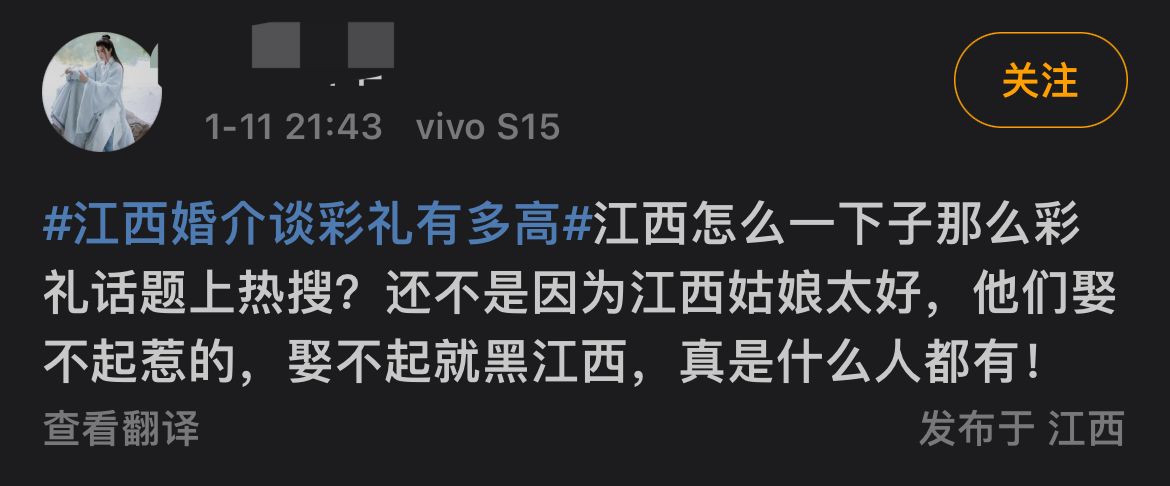 关注
1-11 21:43 vivo S15
#江西婚介谈彩礼有多高#江西怎么一下子那么彩
礼话题上热搜？还不是因为江西姑娘太好，他们娶
不起惹的，娶不起就黑江西，真是什么人都有！
查看翻译 发布于 江西